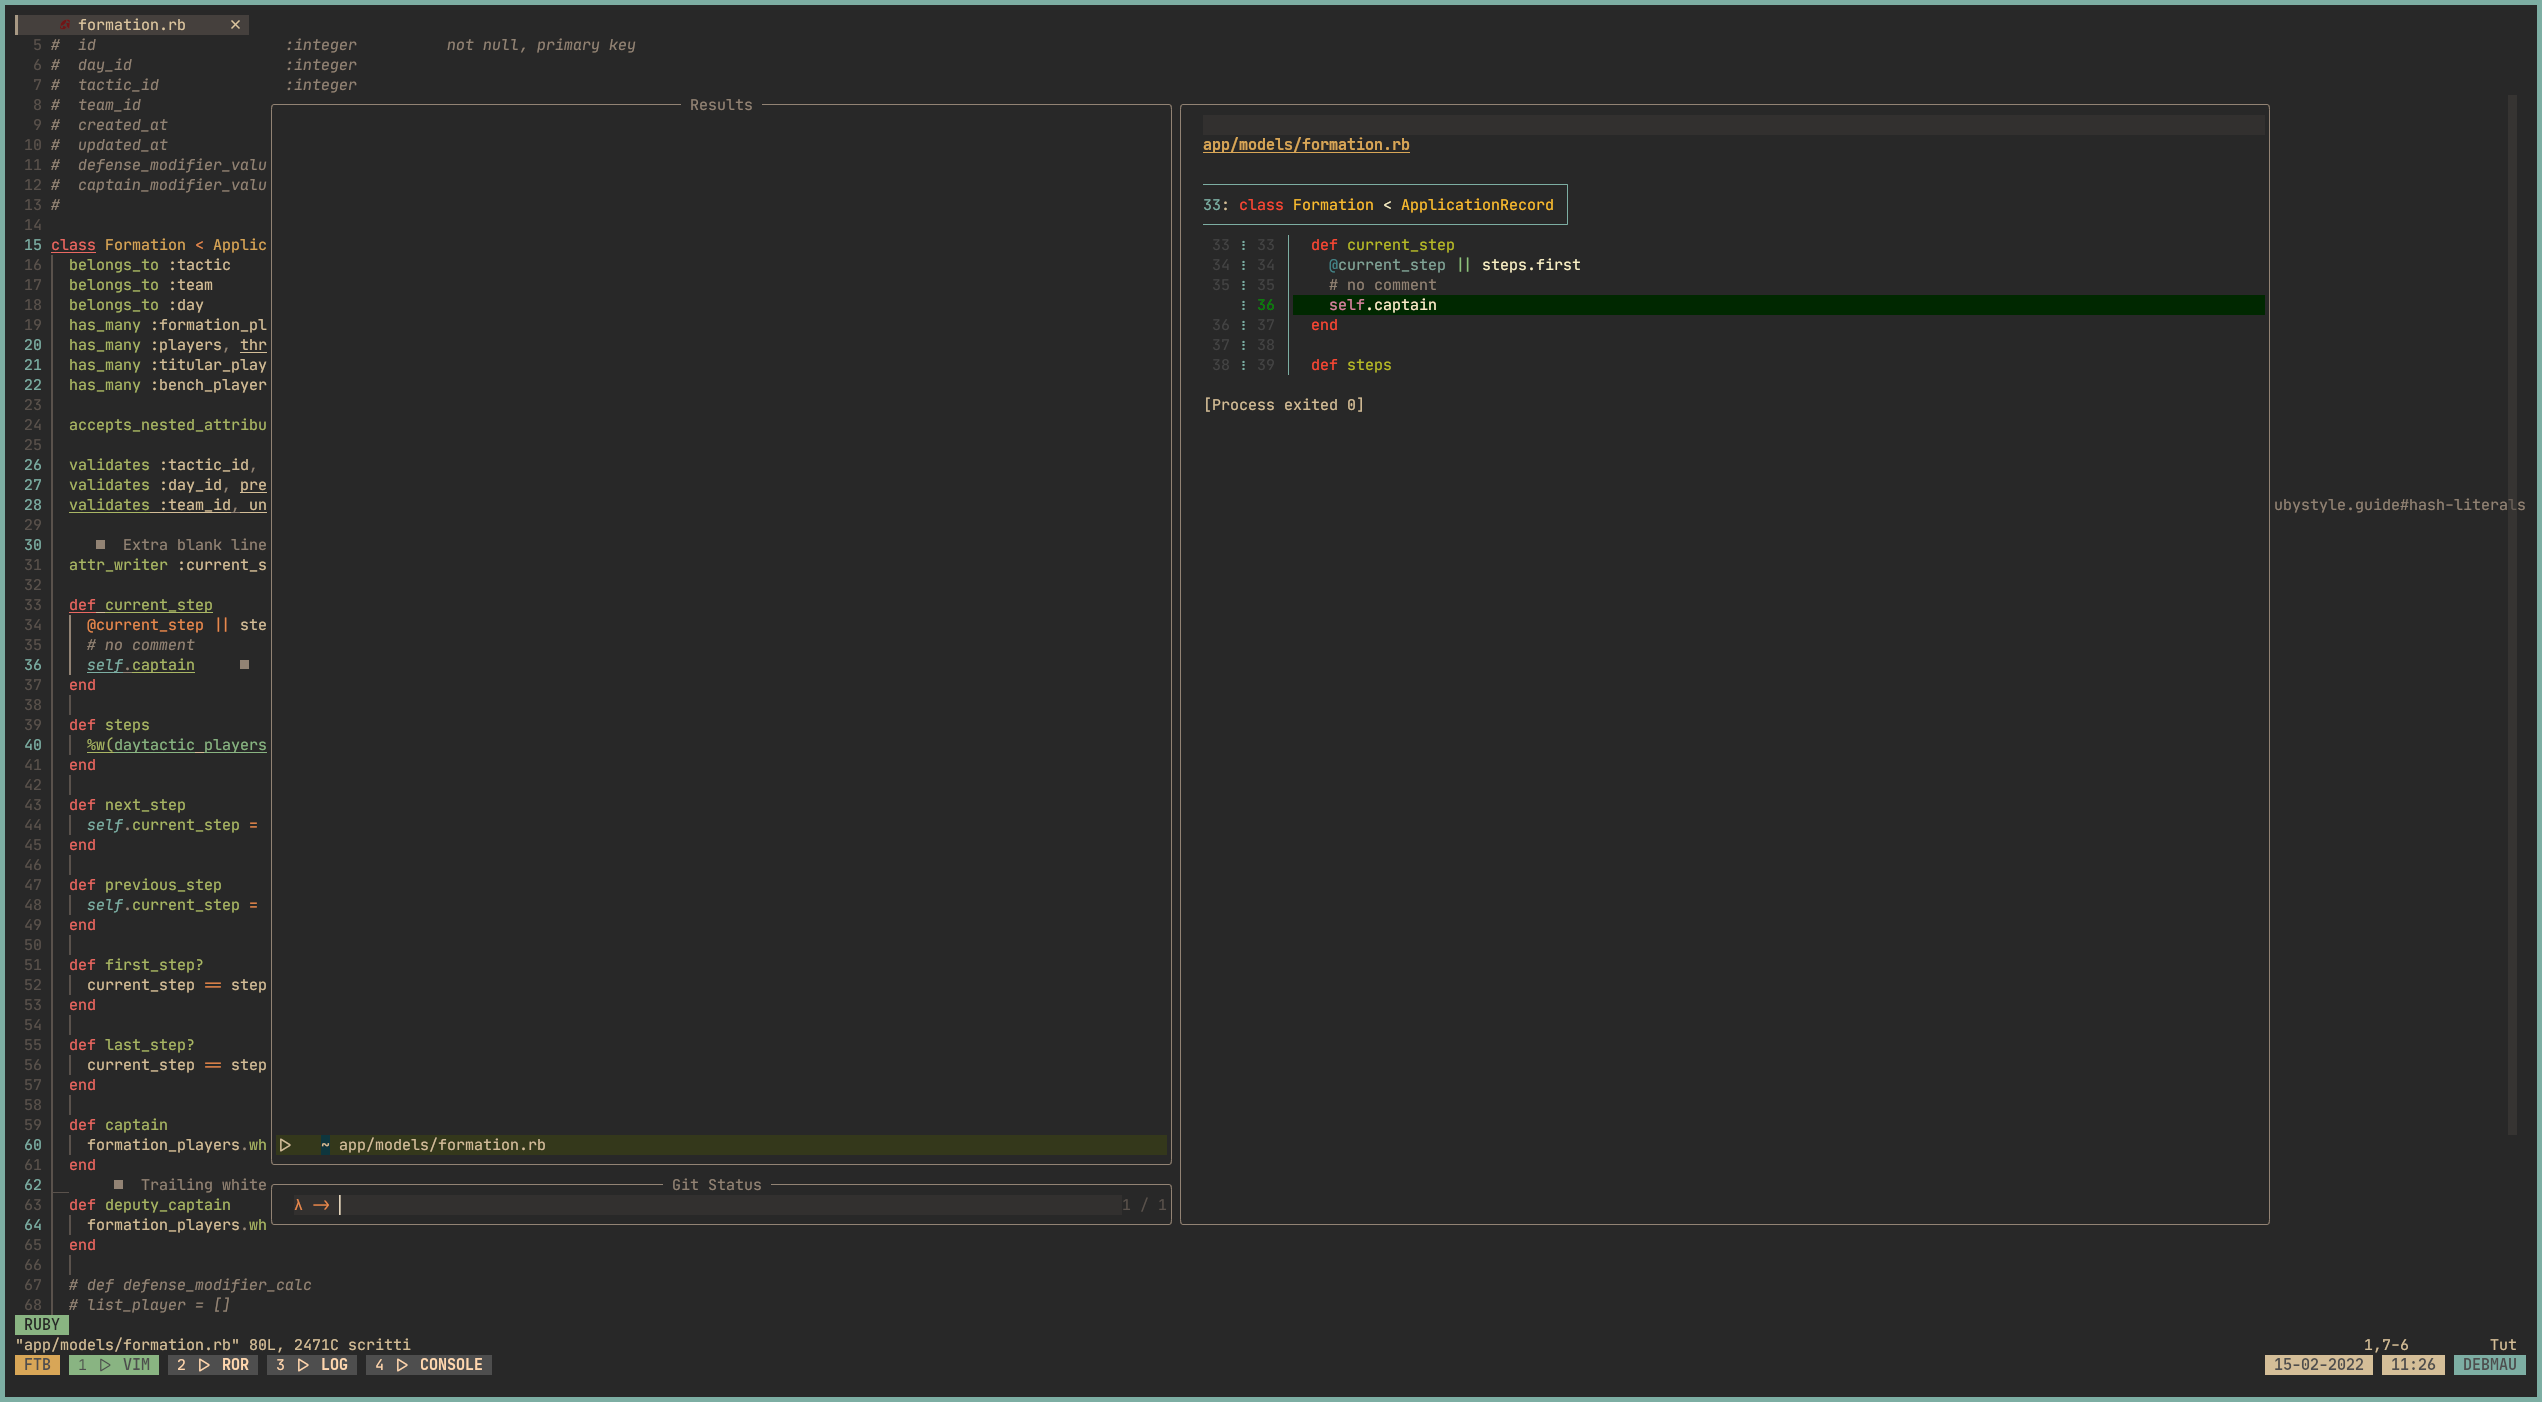 formation.rb ×
5 # id :integer not null, primary key
6 # day_id :integer
7 # tactic_id :integer
8 # team_id
9 # created_at
10 # updated_at
11 # defense_modifier_valu
12 # captain_modifier_valu
13 #
14
15 class Formation < Applic
16 belongs_to :tactic
17 belongs_to :team
18 belongs_to :day
19 has_many :formation_pl
20 has_many :players, thr
21 has_many :titular_play
22 has_many :bench_player
23
24 accepts_nested_attribu
25
26 validates :tactic_id,
27 validates :day_id, pre
28 validates :team_id, un
29
30 ■ Extra blank line
31 attr_writer :current_s
32
33 def current_step
34 @current_step || ste
35 # no comment
36 self.captain ■
37 end
38
39 def steps
40 %w(daytactic players
41 end
42
43 def next_step
44 self.current_step =
45 end
46
47 def previous_step
48 self.current_step =
49 end
50
51 def first_step?
52 current_step == step
53 end
54
55 def last_step?
56 current_step == step
57 end
58
59 def captain
60 formation_players.wh
61 end
62 ■ Trailing white
63 def deputy_captain
64 formation_players.wh
65 end
66
67 # def defense_modifier_calc
68 # list_player = []
Results
▷ ~ app/models/formation.rb
Git Status
λ -> 1 / 1
app/models/formation.rb
33: class Formation < ApplicationRecord
33 ⋮ 33 │ def current_step
34 ⋮ 34 │ @current_step || steps.first
35 ⋮ 35 │ # no comment
⋮ 36 │ self.captain
36 ⋮ 37 │ end
37 ⋮ 38 │
38 ⋮ 39 │ def steps
[Process exited 0]
ubystyle.guide#hash-literals
RUBY
"app/models/formation.rb" 80L, 2471C scritti 1,7-6 Tut
FTB 1 ▷ VIM 2 ▷ ROR 3 ▷ LOG 4 ▷ CONSOLE 15-02-2022 11:26 DEBMAU